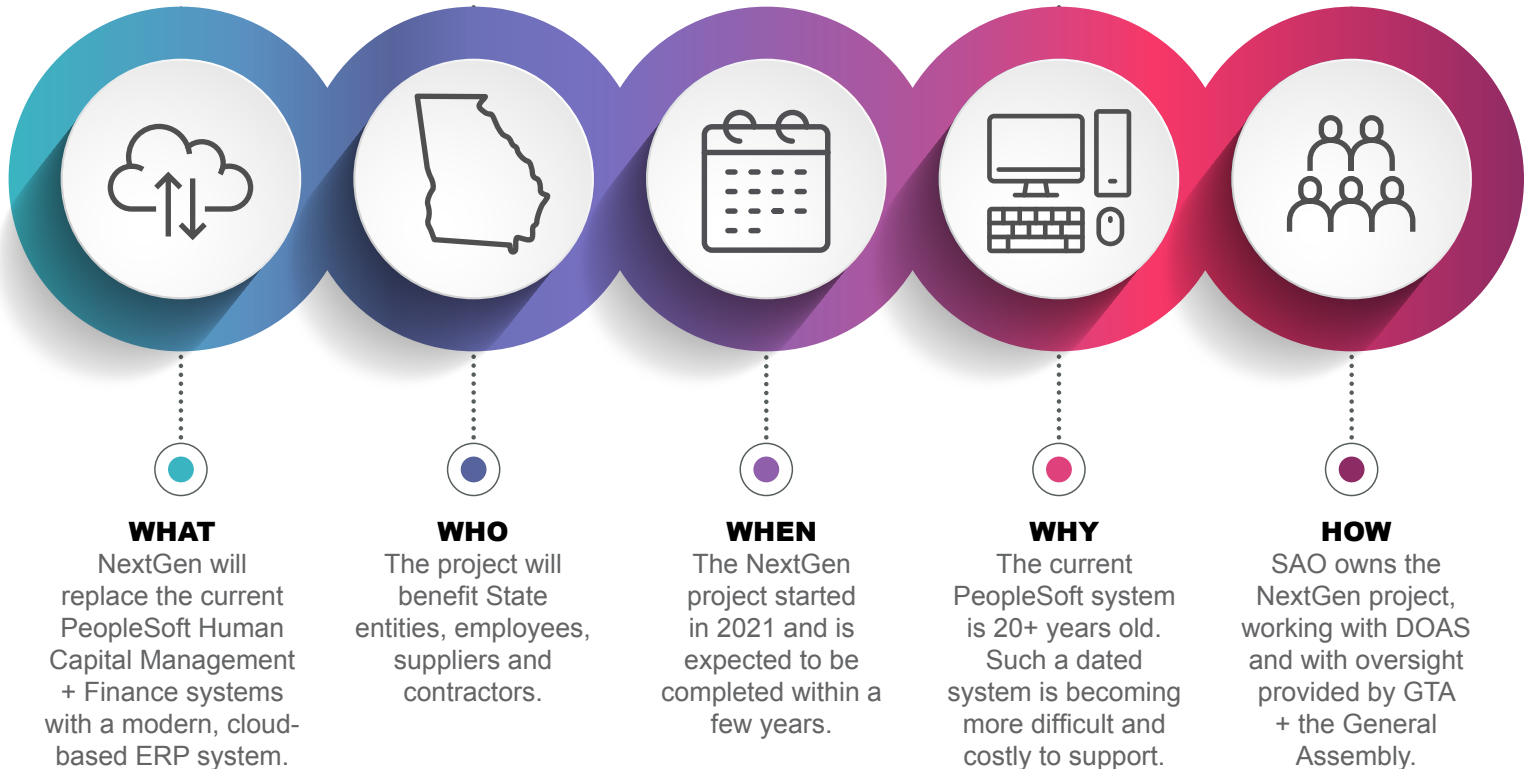 WHAT
NextGen will
replace the current
PeopleSoft Human
Capital Management
+ Finance systems
with a modern, cloud-
based ERP system.
WHO
The project will
benefit State
entities, employees,
suppliers and
contractors.
WHEN
The NextGen
project started
in 2021 and is
expected to be
completed within a
few years.
WHY
The current
PeopleSoft system
is 20+ years old.
Such a dated
system is becoming
more difficult and
costly to support.
HOW
SAO owns the
NextGen project,
working with DOAS
and with oversight
provided by GTA
+ the General
Assembly.